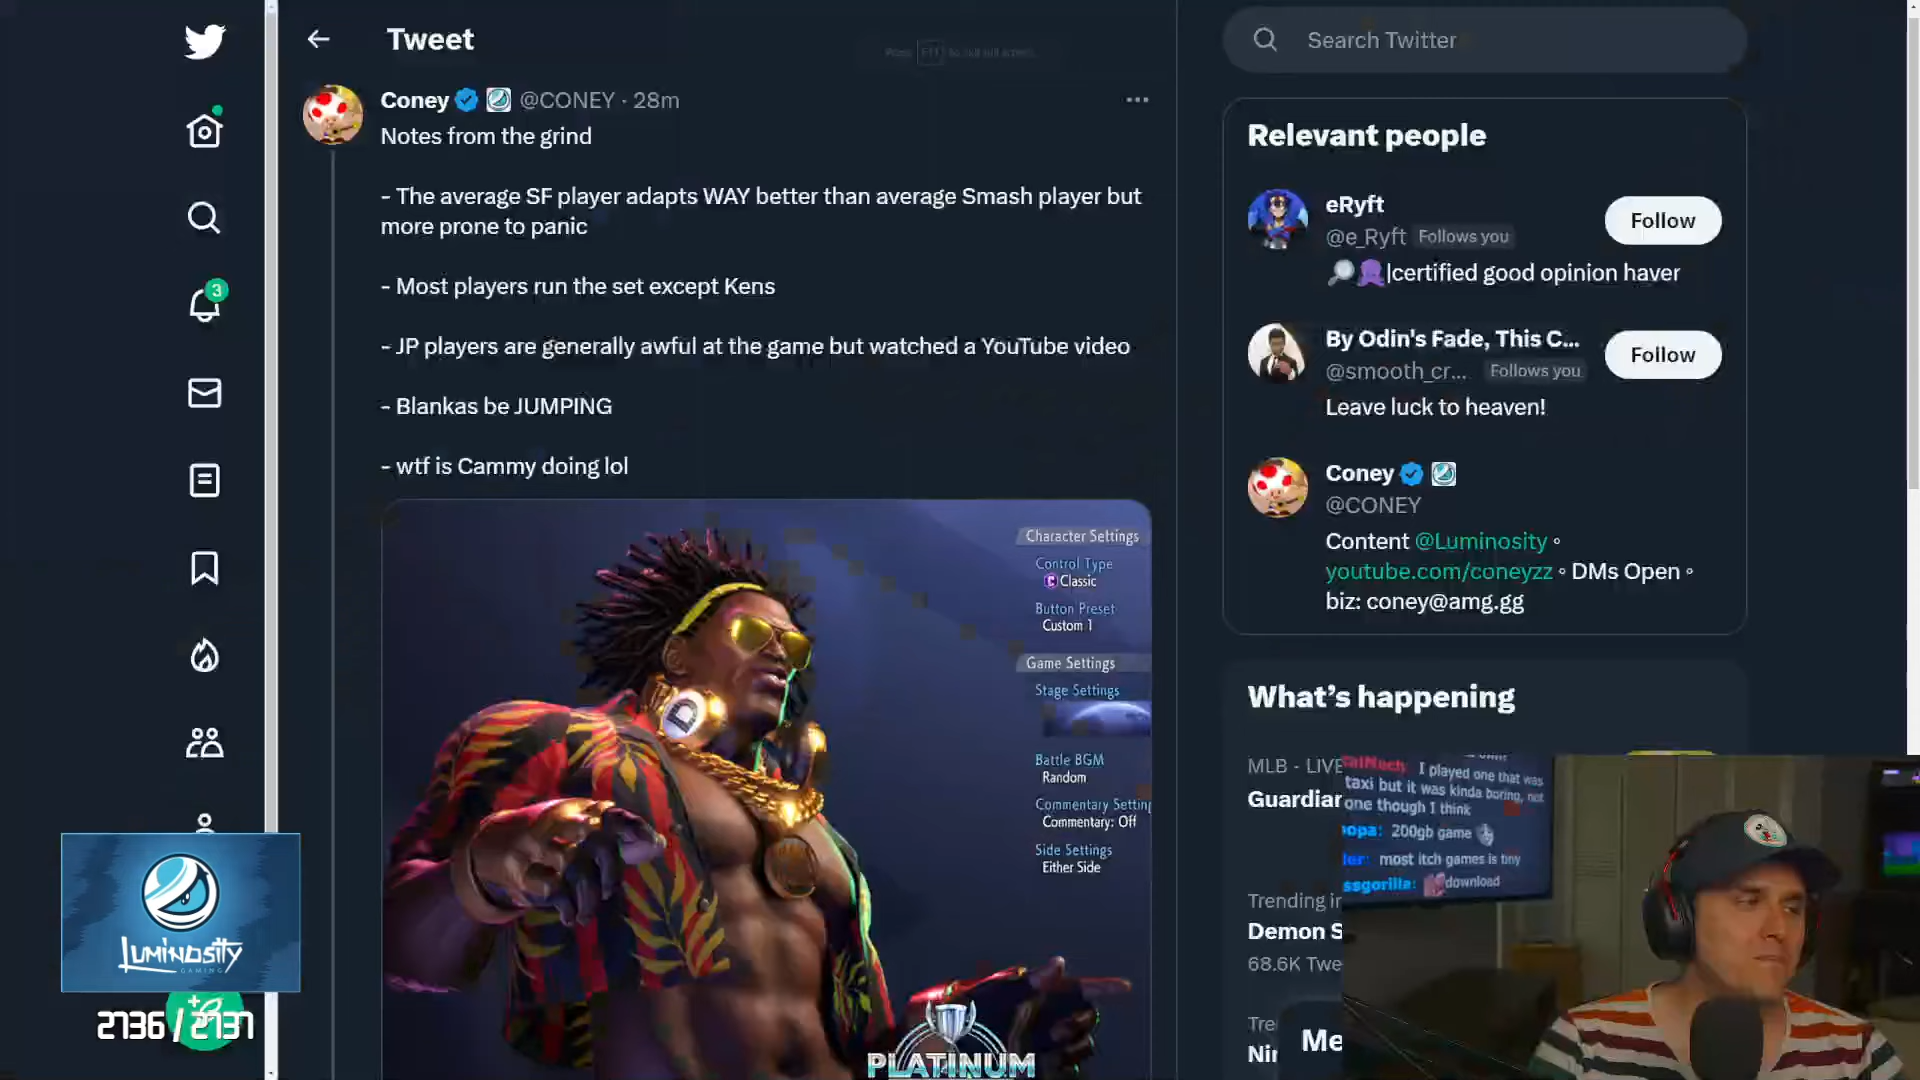 Tweet
Search Twitter
Coney @CONEY · 28m
Notes from the grind
- The average SF player adapts WAY better than average Smash player but
more prone to panic
- Most players run the set except Kens
- JP players are generally awful at the game but watched a YouTube video
- Blankas be JUMPING
- wtf is Cammy doing lol
Character Settings
Control Type
C Classic
Button Preset
Custom 1
Game Settings
Stage Settings
Battle BGM
Random
Commentary Settin
Commentary: Off
Side Settings
Either Side
PLATINUM
Relevant people
eRyft
@e_Ryft Follows you
|certified good opinion haver
Follow
By Odin's Fade, This C...
@smooth_cr... Follows you
Leave luck to heaven!
Follow
Coney
@CONEY
Content @Luminosity ◦
youtube.com/coneyzz ◦ DMs Open ◦
biz: coney@amg.gg
What's happening
MLB - LIVE
Guardian
Trending in
Demon S
68.6K Twe
Tre
Nin
Me
I played one that was
taxi but it was kinda boring, not
one though I think
200gb game
most itch games is tiny
ssgorilla: download
3
LUMINOSITY
GAMING
2736 / 2737